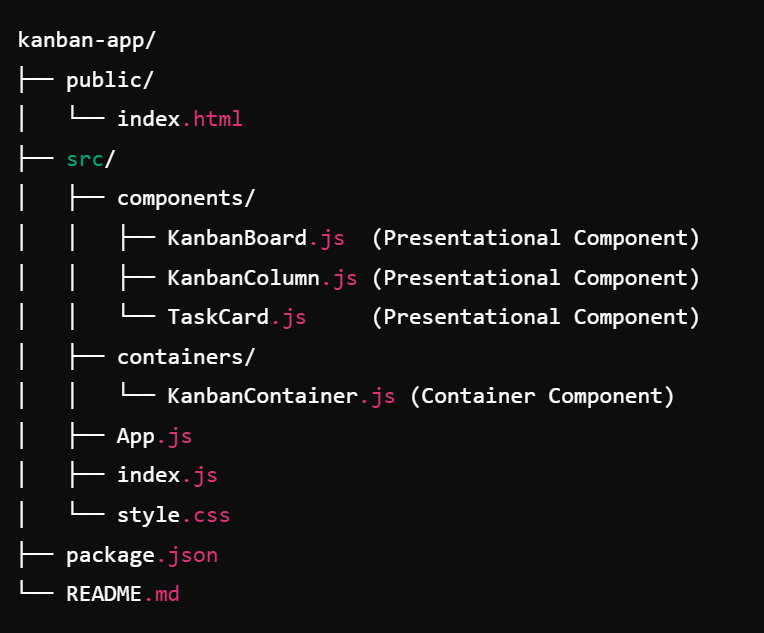 kanban-app/
├── public/
│   └── index.html
├── src/
│   ├── components/
│   │   ├── KanbanBoard.js  (Presentational Component)
│   │   ├── KanbanColumn.js (Presentational Component)
│   │   └── TaskCard.js     (Presentational Component)
│   ├── containers/
│   │   └── KanbanContainer.js (Container Component)
│   ├── App.js
│   ├── index.js
│   └── style.css
├── package.json
└── README.md